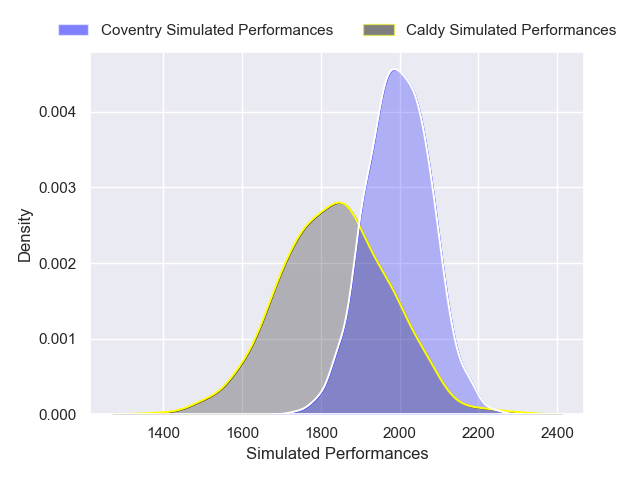 Coventry Simulated Performances
Caldy Simulated Performances
0.004
0.003
0.002
0.001
0.000
Density
1400 1600 1800 2000 2200 2400
Simulated Performances